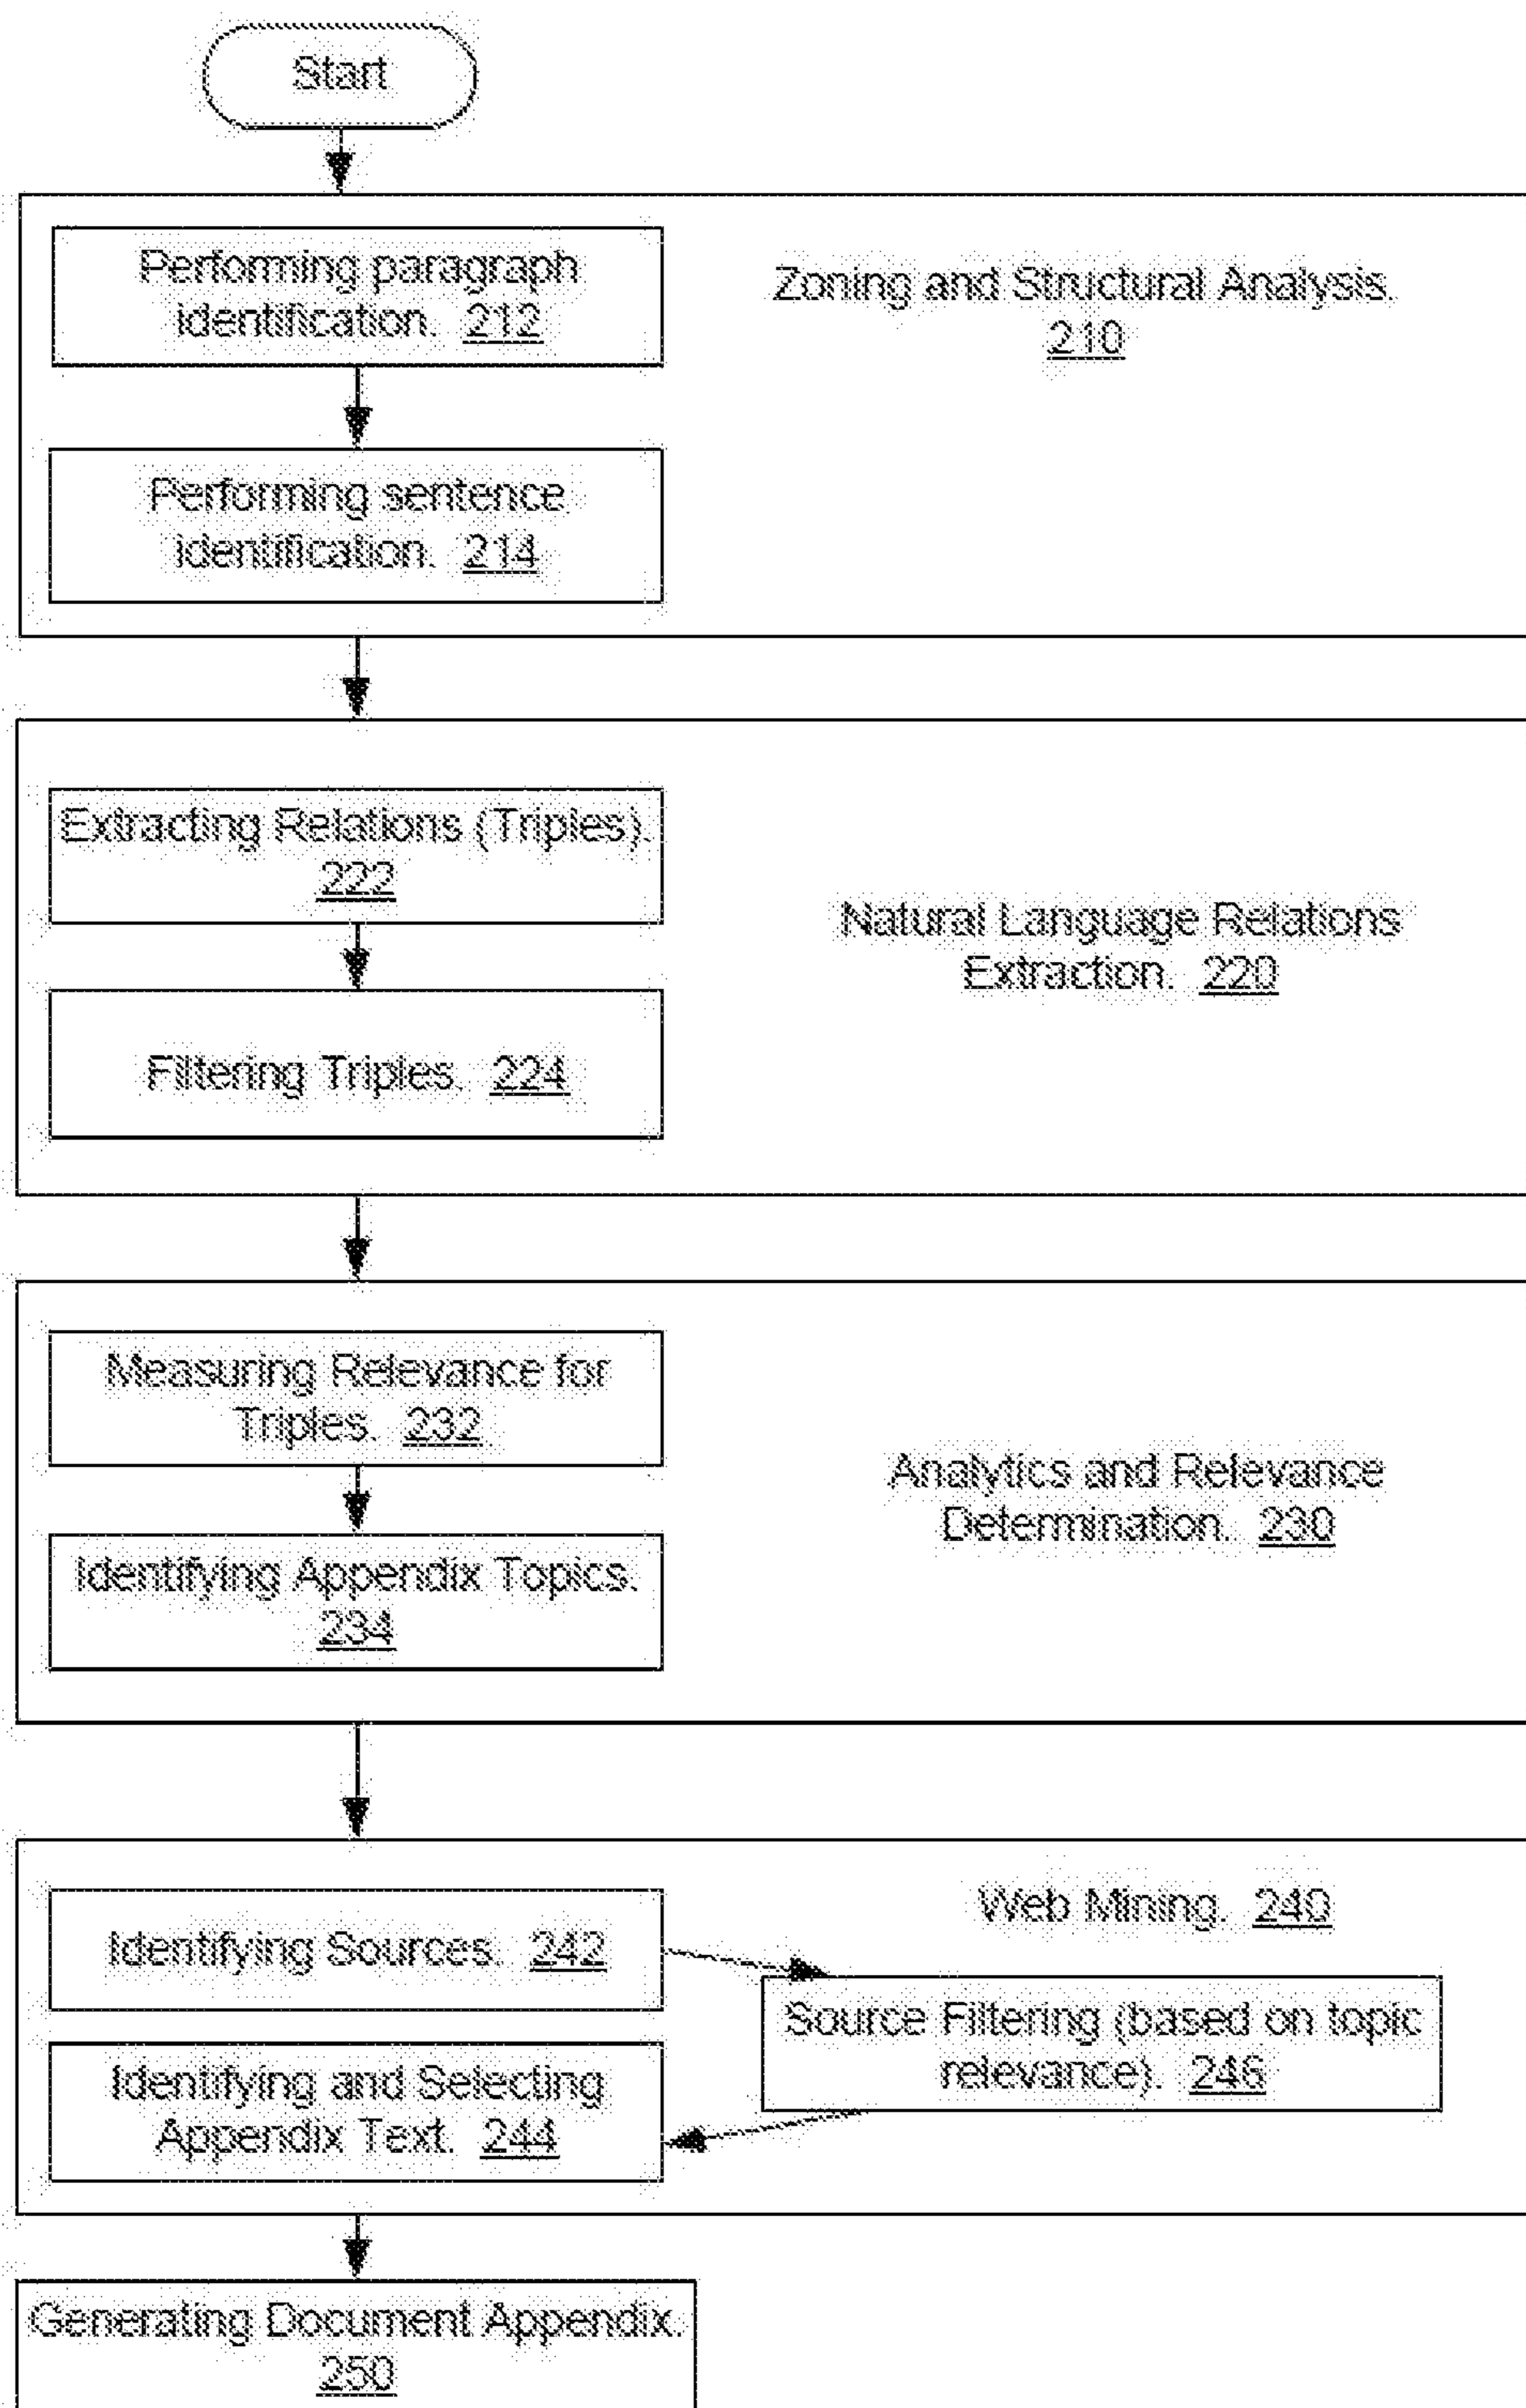 Start
Performing paragraph
identification. 212
Zoning and Structural Analysis.
210
Performing sentence
identification. 214
Extracting Relations (Triples).
222
Natural Language Relations
Extraction. 220
Filtering Triples. 224
Measuring Relevance for
Triples. 232
Analytics and Relevance
Determination. 230
Identifying Appendix Topics.
234
Web Mining. 240
Identifying Sources. 242
Source Filtering (based on topic
relevance). 246
Identifying and Selecting
Appendix Text. 244
Generating Document Appendix.
250